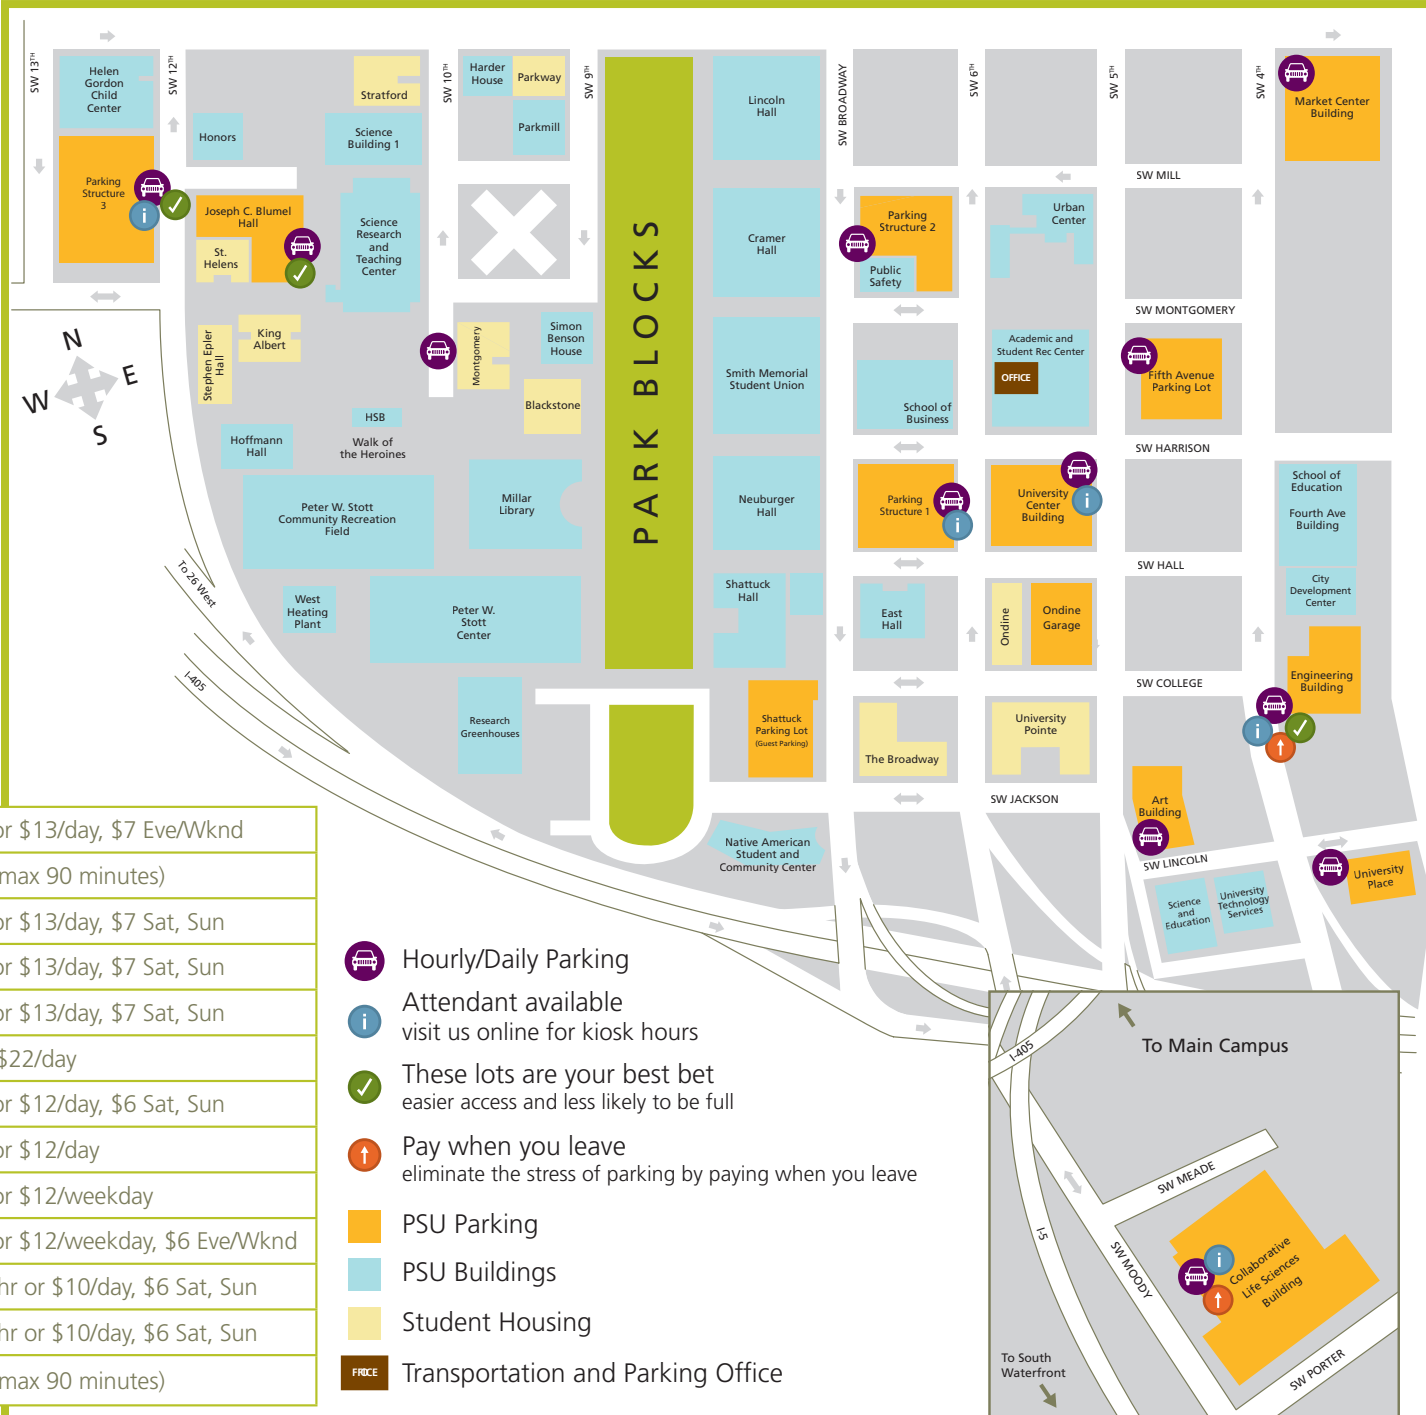 SW 13TH
Helen
Gordon
Child
Center
SW 12TH
Stratford
SW 10TH
Harder
House
Parkway
SW 9TH
Lincoln
Hall
SW BROADWAY
SW 6TH
SW 5TH
SW 4TH
Market Center
Building
Honors
Science
Building 1
Parkmill
SW MILL
Parking
Structure
3
i
Joseph C. Blumel
Hall
St.
Helens
Science
Research
and
Teaching
Center
PARK BLOCKS
Cramer
Hall
Parking
Structure 2
Public
Safety
Urban
Center
SW MONTGOMERY
N
E
W
S
Stephen Epler
Hall
King
Albert
Montgomery
Simon
Benson
House
Blackstone
Smith Memorial
Student Union
School of
Business
Academic and
Student Rec Center
OFFICE
Fifth Avenue
Parking Lot
SW HARRISON
HSB
Walk of
the Heroines
Hoffmann
Hall
Peter W. Stott
Community Recreation
Field
Millar
Library
Neuburger
Hall
Parking
Structure 1
i
University
Center
Building
i
School of
Education
Fourth Ave
Building
SW HALL
To 26 West
West
Heating
Plant
Peter W.
Stott
Center
Shattuck
Hall
East
Hall
Ondine
Ondine
Garage
City
Development
Center
SW COLLEGE
Engineering
Building
i
I-405
Research
Greenhouses
Shattuck
Parking Lot
(Guest Parking)
The Broadway
University
Pointe
SW JACKSON
Art
Building
SW LINCOLN
Native American
Student and
Community Center
Science
and
Education
University
Technology
Services
University
Place
or $13/day, $7 Eve/Wknd
max 90 minutes)
or $13/day, $7 Sat, Sun
or $13/day, $7 Sat, Sun
or $13/day, $7 Sat, Sun
$22/day
or $12/day, $6 Sat, Sun
or $12/day
or $12/weekday
or $12/weekday, $6 Eve/Wknd
hr or $10/day, $6 Sat, Sun
hr or $10/day, $6 Sat, Sun
max 90 minutes)
Hourly/Daily Parking
i
Attendant available
visit us online for kiosk hours
These lots are your best bet
easier access and less likely to be full
Pay when you leave
eliminate the stress of parking by paying when you leave
PSU Parking
PSU Buildings
Student Housing
Transportation and Parking Office
To Main Campus
I-405
I-5
SW MEADE
SW MOODY
i
Collaborative
Life Sciences
Building
SW PORTER
To South
Waterfront